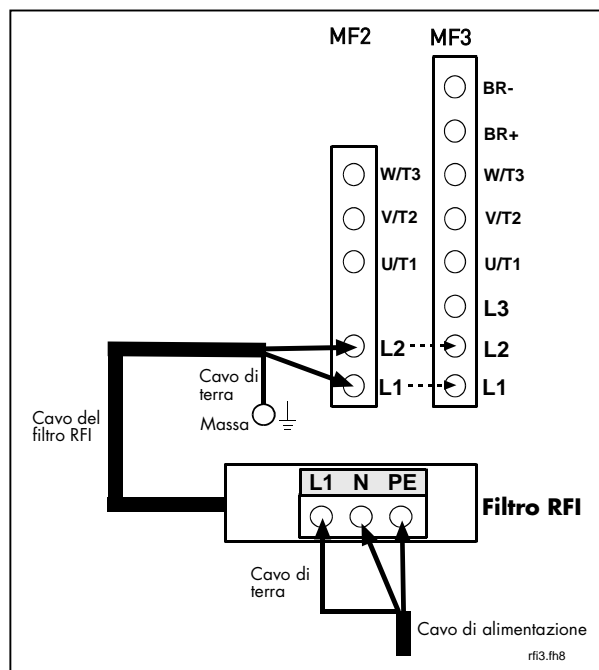 MF2 MF3
BR-
BR+
W/T3 W/T3
V/T2 V/T2
U/T1 U/T1
L3
L2 L2
L1 L1
Cavo di
terra
Massa
Cavo del
filtro RFI
L1 N PE
Filtro RFI
Cavo di
terra
Cavo di alimentazione
rfi3.fh8